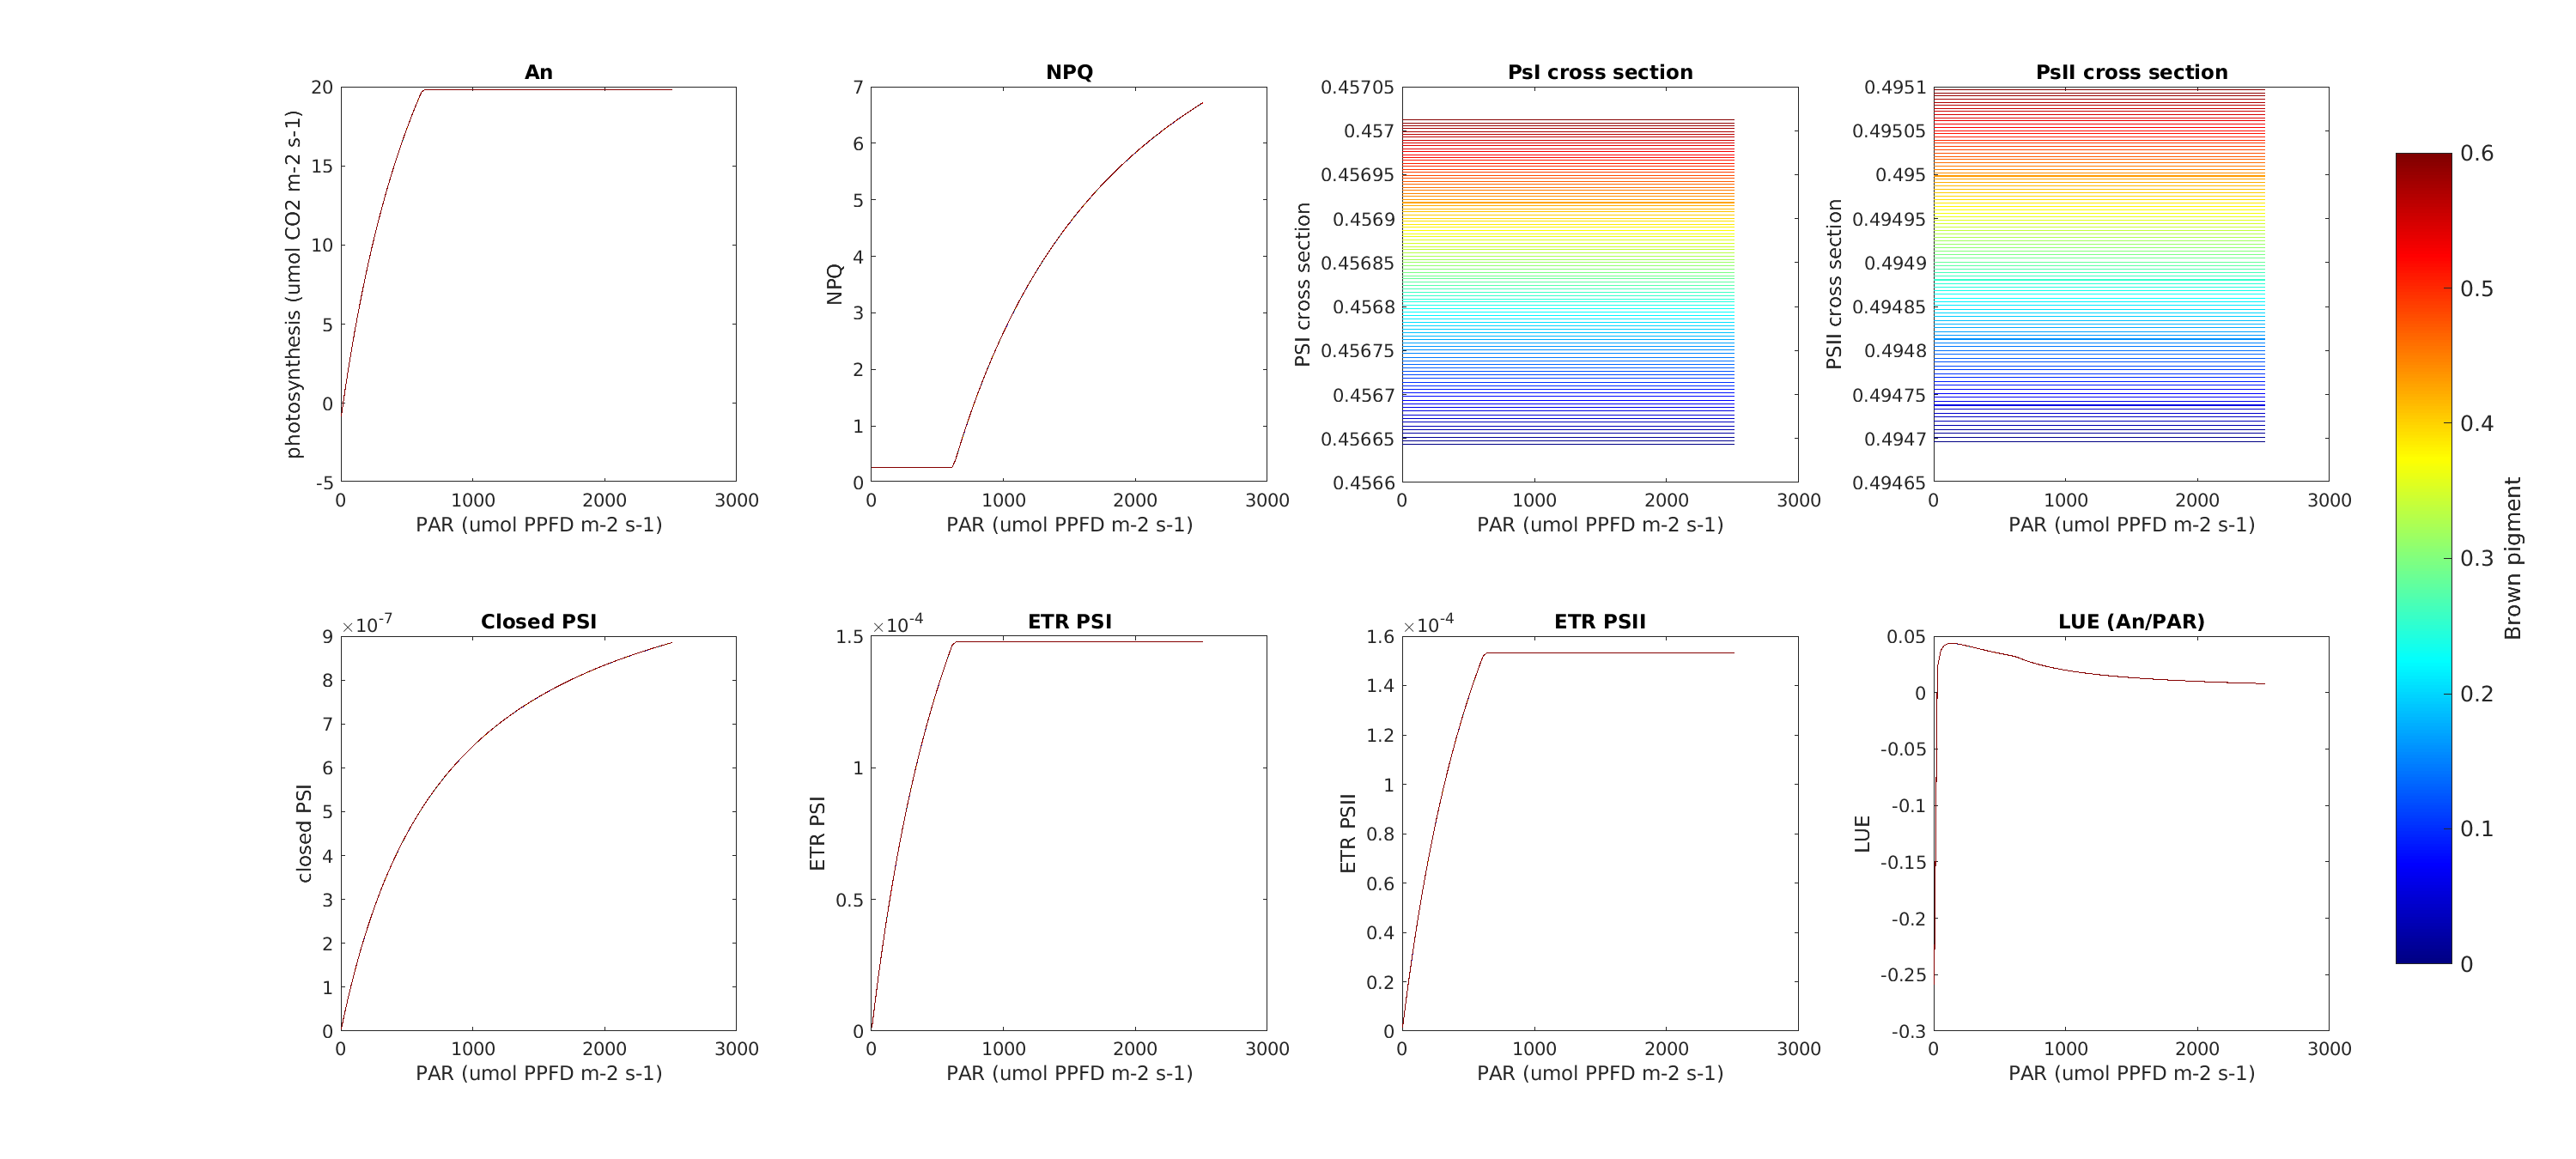 An
photosynthesis (umol CO2 m-2 s-1)
20
15
10
5
0
-5
0 1000 2000 3000
PAR (umol PPFD m-2 s-1)
NPQ
NPQ
7
6
5
4
3
2
1
0
0 1000 2000 3000
PAR (umol PPFD m-2 s-1)
PsI cross section
PSI cross section
0.45705
0.457
0.45695
0.4569
0.45685
0.4568
0.45675
0.4567
0.45665
0.4566
0 1000 2000 3000
PAR (umol PPFD m-2 s-1)
PsII cross section
PSII cross section
0.4951
0.49505
0.495
0.49495
0.4949
0.49485
0.4948
0.49475
0.4947
0.49465
0 1000 2000 3000
PAR (umol PPFD m-2 s-1)
Closed PSI
×10-7
closed PSI
9
8
7
6
5
4
3
2
1
0
0 1000 2000 3000
PAR (umol PPFD m-2 s-1)
ETR PSI
×10-4
ETR PSI
1.5
1
0.5
0
0 1000 2000 3000
PAR (umol PPFD m-2 s-1)
ETR PSII
×10-4
ETR PSII
1.6
1.4
1.2
1
0.8
0.6
0.4
0.2
0
0 1000 2000 3000
PAR (umol PPFD m-2 s-1)
LUE (An/PAR)
LUE
0.05
0
-0.05
-0.1
-0.15
-0.2
-0.25
-0.3
0 1000 2000 3000
PAR (umol PPFD m-2 s-1)
0.6
0.5
0.4
0.3
0.2
0.1
0
Brown pigment